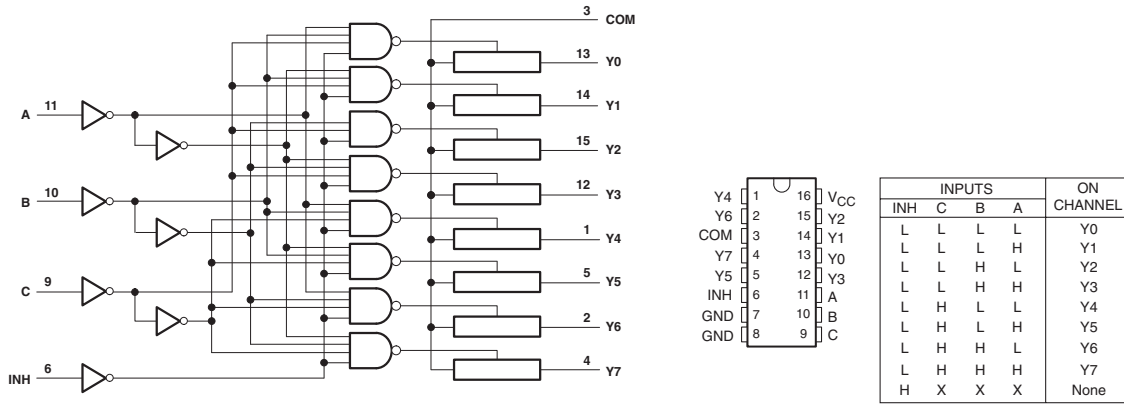 3 COM
13 Y0
14 Y1
A 11
15 Y2
12 Y3
B 10
1 Y4
5 Y5
C 9
2 Y6
4 Y7
INH 6
Y4 1 16 VCC
Y6 2 15 Y2
COM 3 14 Y1
Y7 4 13 Y0
Y5 5 12 Y3
INH 6 11 A
GND 7 10 B
GND 8 9 C
INPUTS ON CHANNEL
INH C B A
L L L L Y0
L L L H Y1
L L H L Y2
L L H H Y3
L H L L Y4
L H L H Y5
L H H L Y6
L H H H Y7
H X X X None